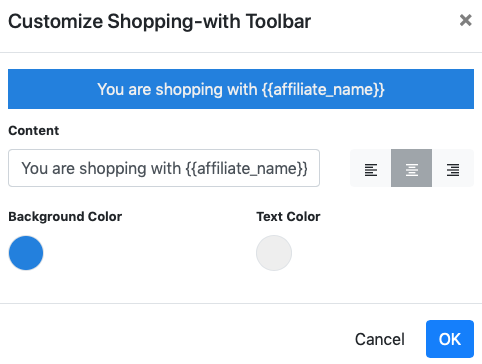 Customize Shopping-with Toolbar
You are shopping with {{affiliate_name}}
Content
You are shopping with {{affiliate_name}}
Background Color
Text Color
Cancel
OK